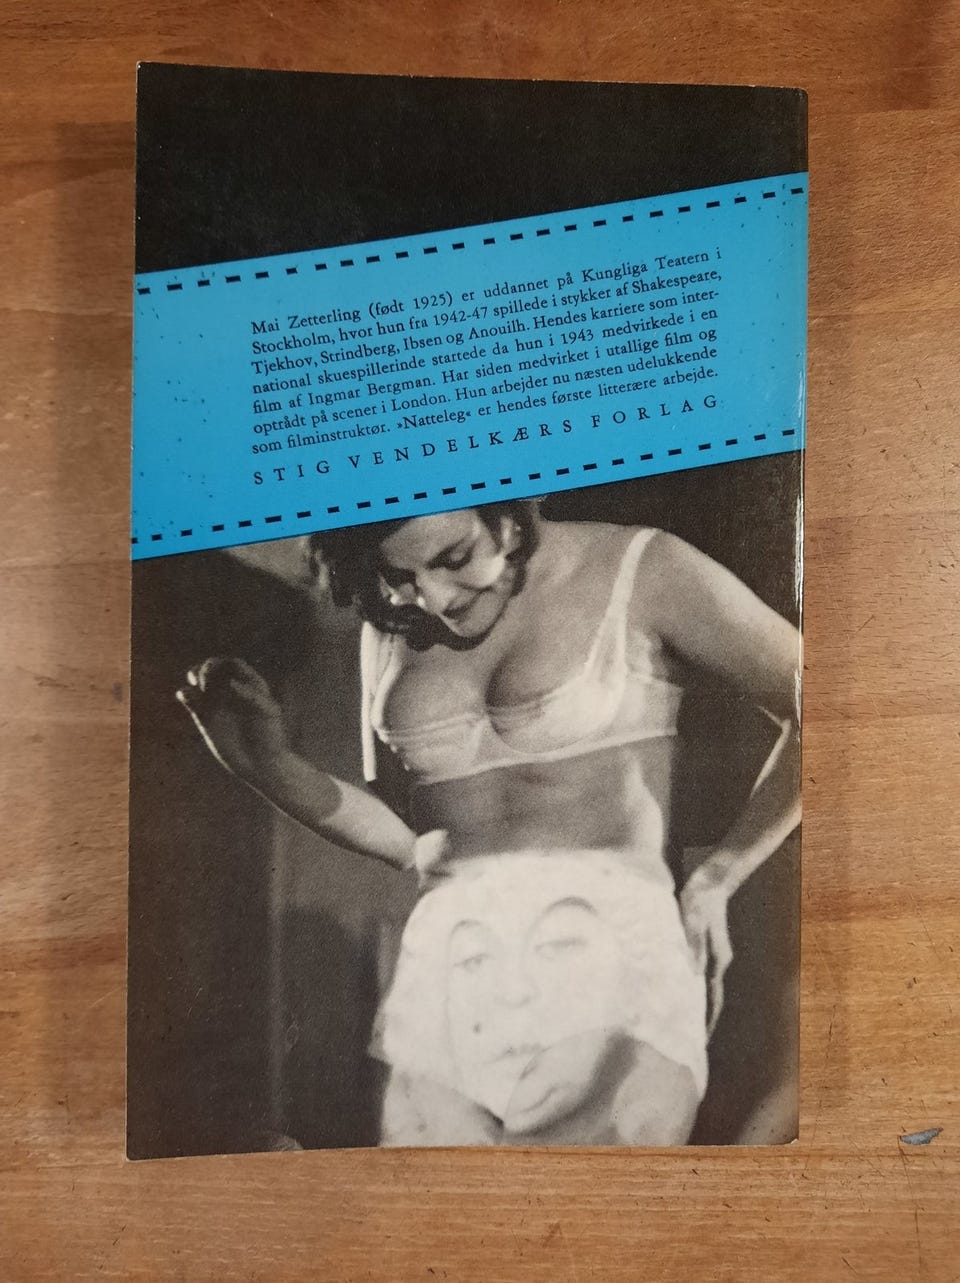 Mai Zetterling (født 1925) er uddannet på Kungliga Teatern i
Stockholm, hvor hun fra 1942-47 spillede i stykker af Shakespeare,
Tjekhov, Strindberg, Ibsen og Anouilh. Hendes karriere som inter-
national skuespillerinde startede da hun i 1943 medvirkede i en
film af Ingmar Bergman. Har siden medvirket i utallige film og
optrådt på scener i London. Hun arbejder nu næsten udelukkende
som filminstruktør. »Natteleg« er hendes første litterære arbejde.
STIG VENDELKÆRS FORLAG